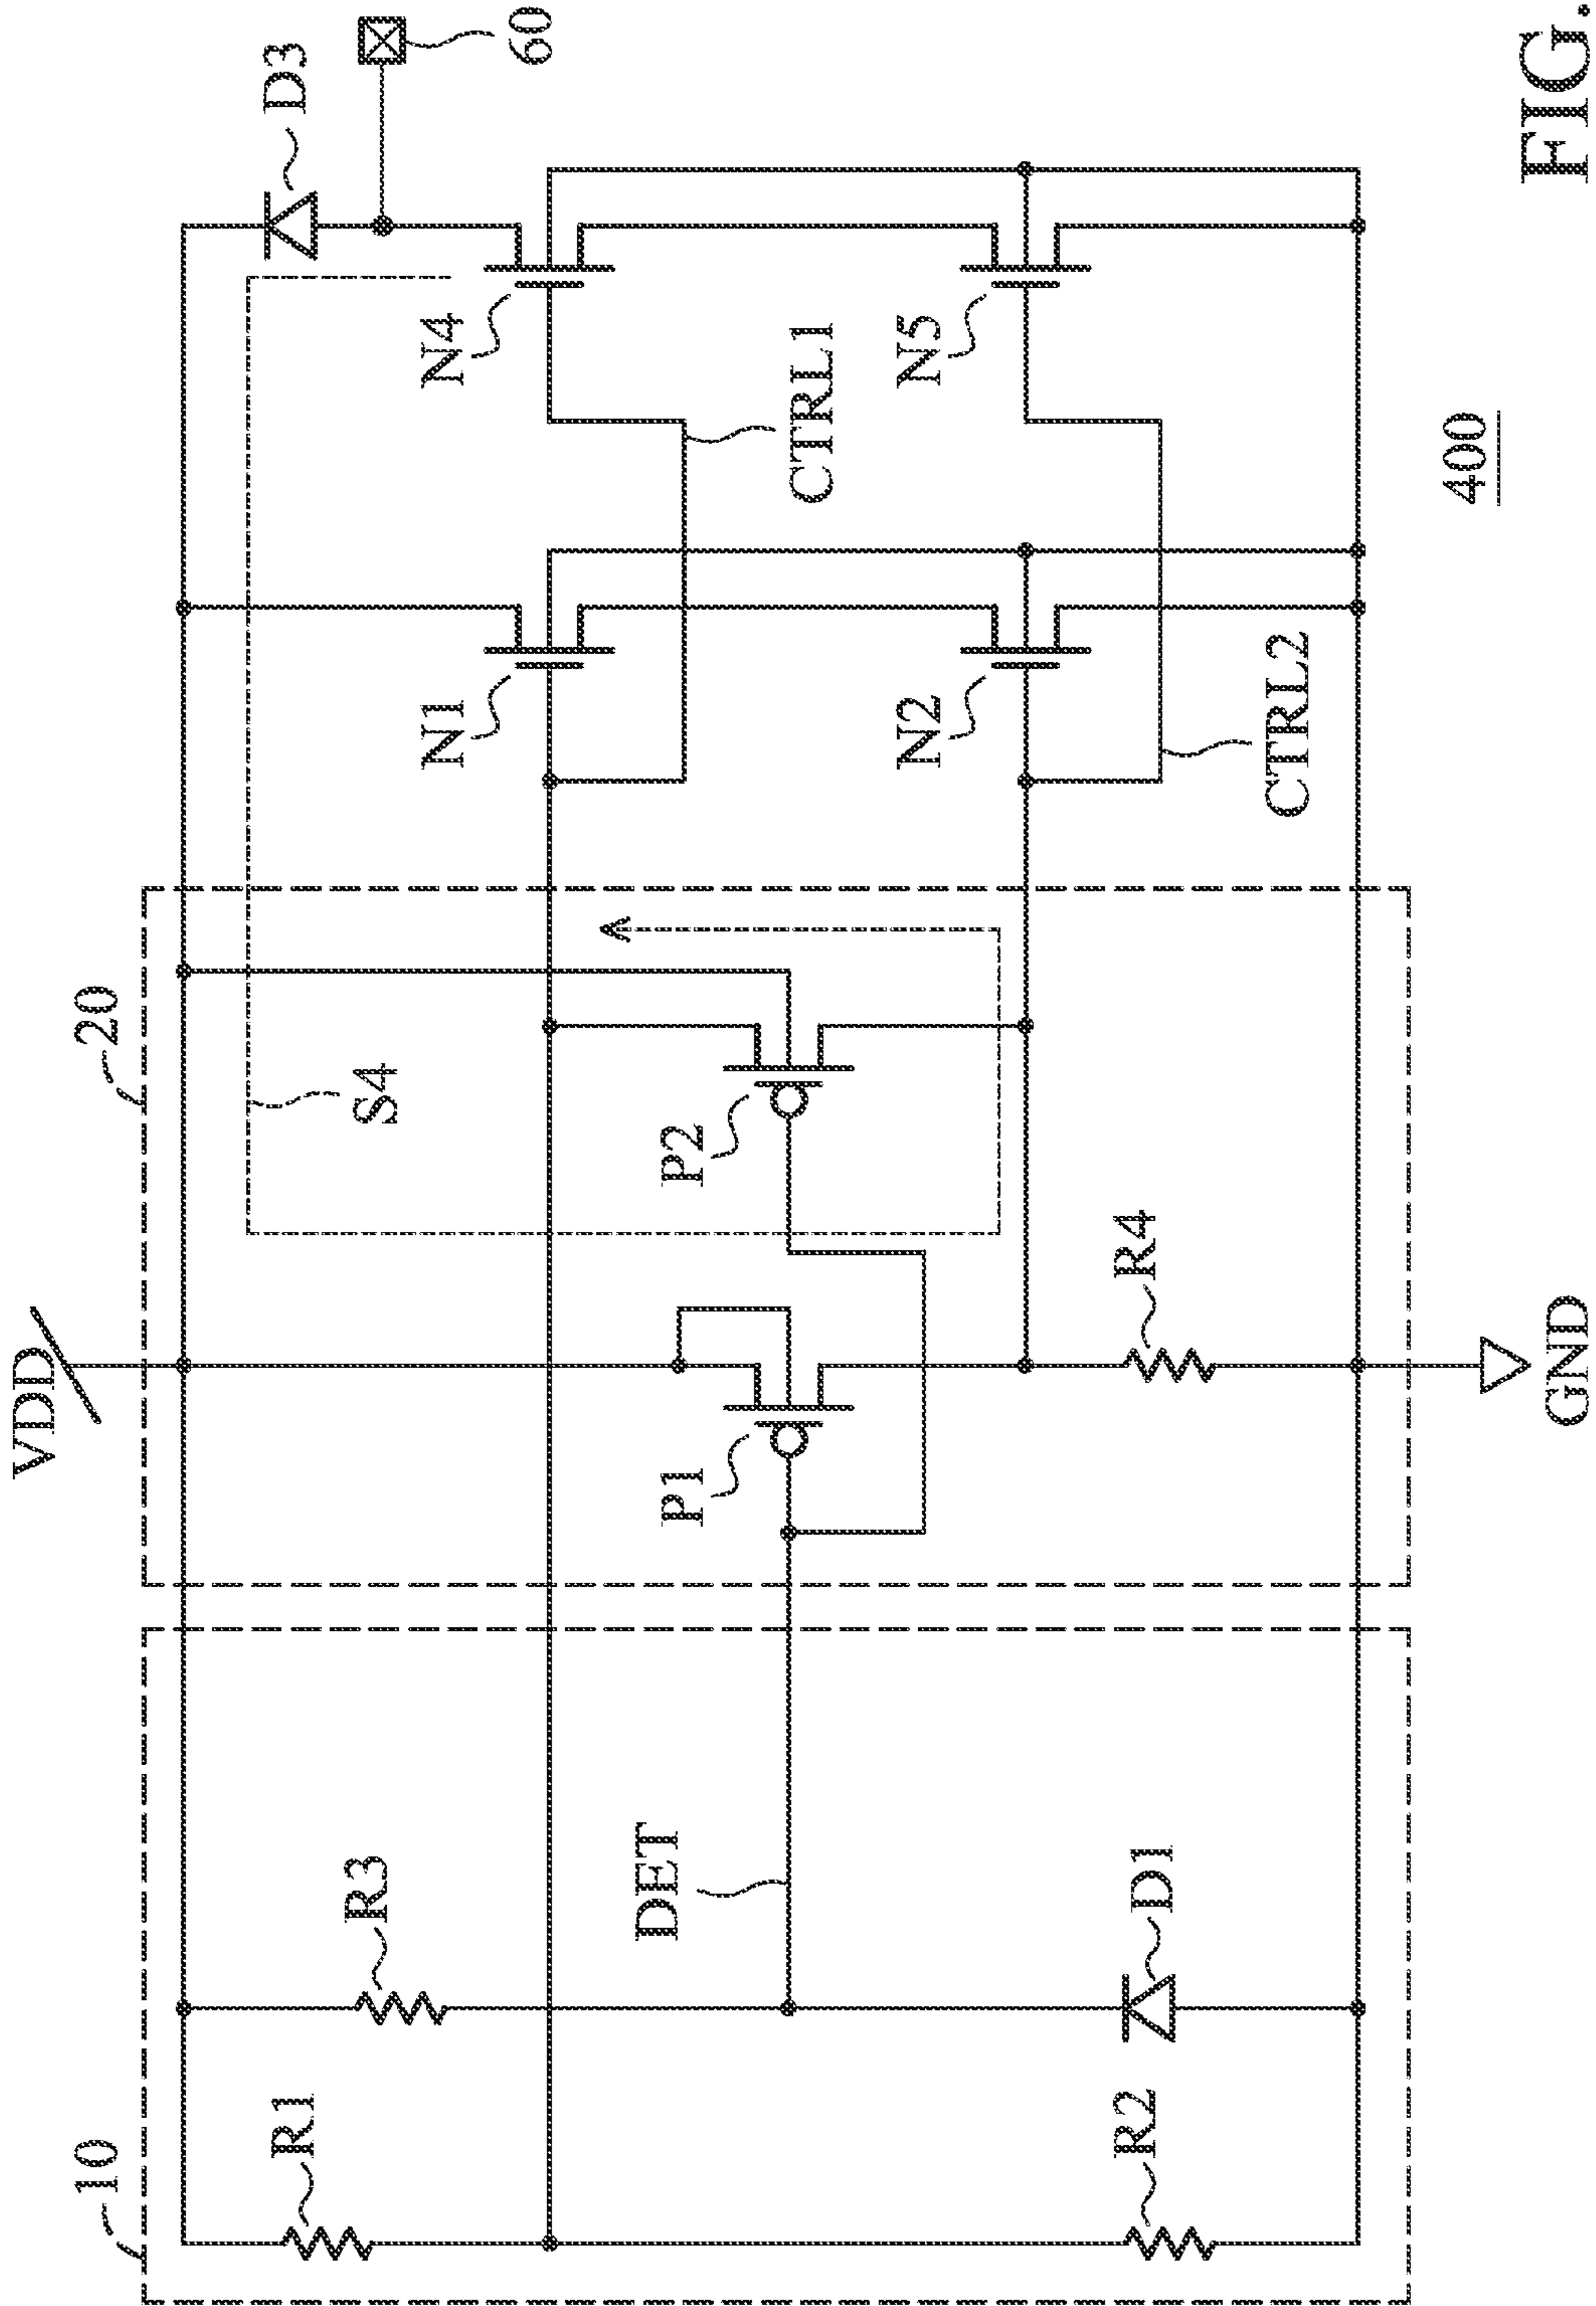 VDD
10
20
D3
60
R1
R3
S4
N1
N4
P1
P2
DET
CTRL1
N2
N5
R2
D1
R4
CTRL2
GND
400
FIG.